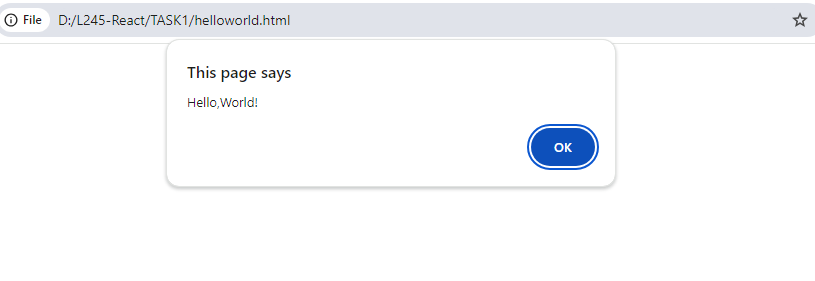 File D:/L245-React/TASK1/helloworld.html
This page says
Hello,World!
OK